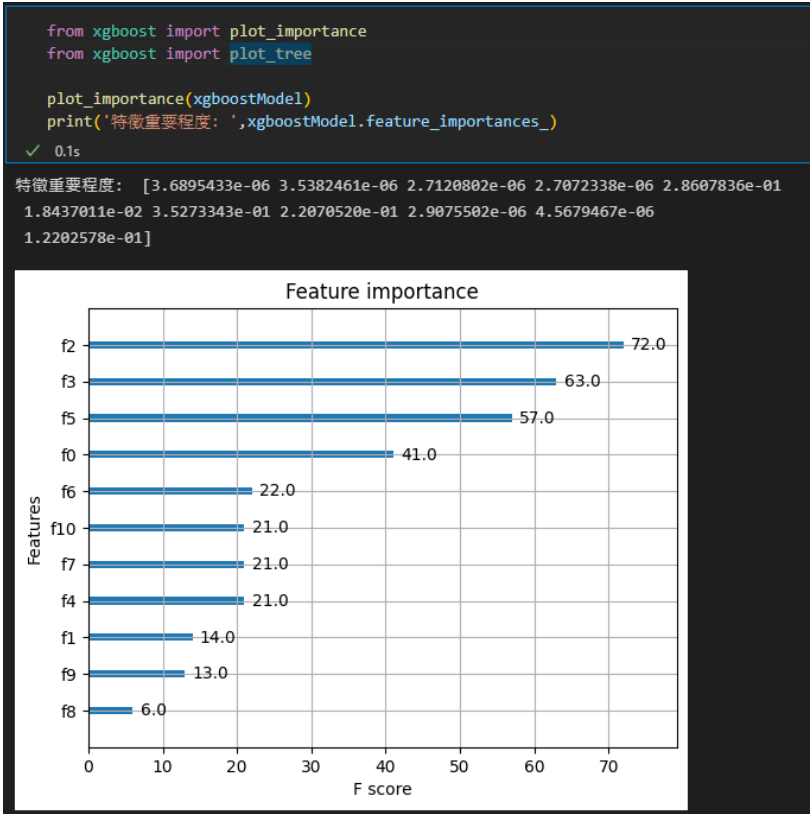 from xgboost import plot_importance
from xgboost import plot_tree
plot_importance(xgboostModel)
print('特徵重要程度: ',xgboostModel.feature_importances_)
✓ 0.1s
特徵重要程度: [3.6895433e-06 3.5382461e-06 2.7120802e-06 2.7072338e-06 2.8607836e-01
1.8437011e-02 3.5273343e-01 2.2070520e-01 2.9075502e-06 4.5679467e-06
1.2202578e-01]
Feature importance
f2 72.0
f3 63.0
f5 57.0
f0 41.0
f6 22.0
f10 21.0
f7 21.0
f4 21.0
f1 14.0
f9 13.0
f8 6.0
Features
0 10 20 30 40 50 60 70
F score